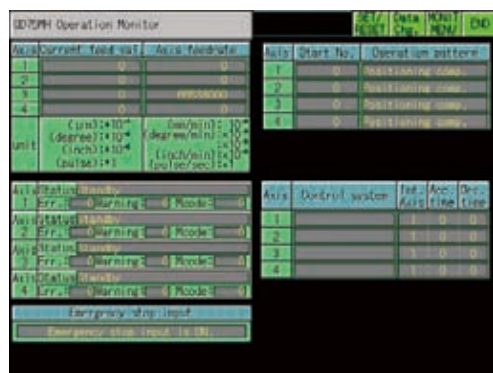 QD75MH Operation Monitor
SET/ RESET Data Chg. MONIT MENU END
Axis Current feed val. Axis feedrate
1 0 0
2 0 0
3 0
4 0 0
unit (μm):*10 (degree):*10 (inch):*10 (pulse):*1
(mm/min):*10 (degree/min):*10 (inch/min):*10 (pulse/sec):*1
Axis 1 Status Standby
Err.: 0 Warning: 0 Mcode: 0
Axis 2 Status Standby
Err.: 0 Warning: 0 Mcode: 0
Axis 3 Status Standby
Err.: 0 Warning: 0 Mcode: 0
Axis 4 Status Standby
Err.: 0 Warning: 0 Mcode: 0
Emergency stop input
Emergency stop input is ON.
Axis Start No. Operation pattern
1 0 Positioning comp.
2 0 Positioning comp.
3 0 Positioning comp.
4 0 Positioning comp.
Axis Control system Int. Axis Acc. time Dec. time
1 1 0 0
2 1 0 0
3 1 0 0
4 1 0 0